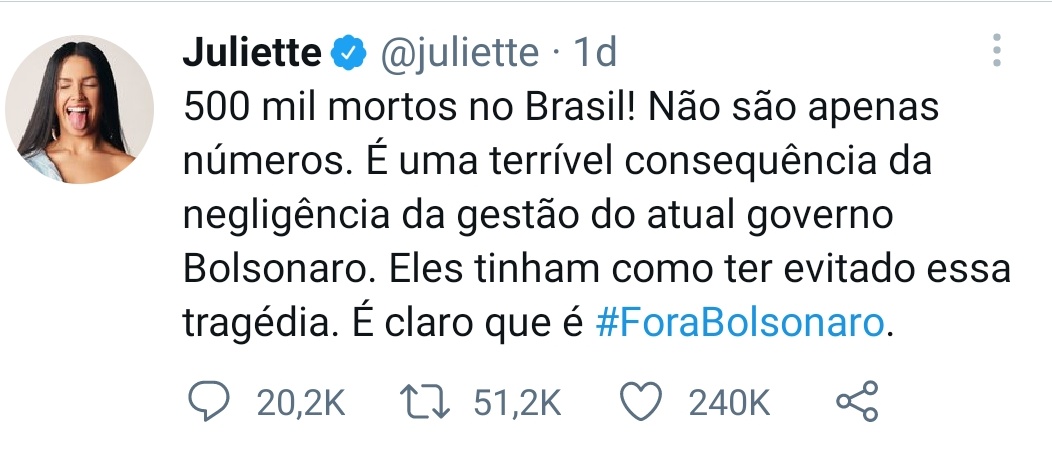 Juliette @juliette · 1d
500 mil mortos no Brasil! Não são apenas
números. É uma terrível consequência da
negligência da gestão do atual governo
Bolsonaro. Eles tinham como ter evitado essa
tragédia. É claro que é #ForaBolsonaro.
20,2K 51,2K 240K